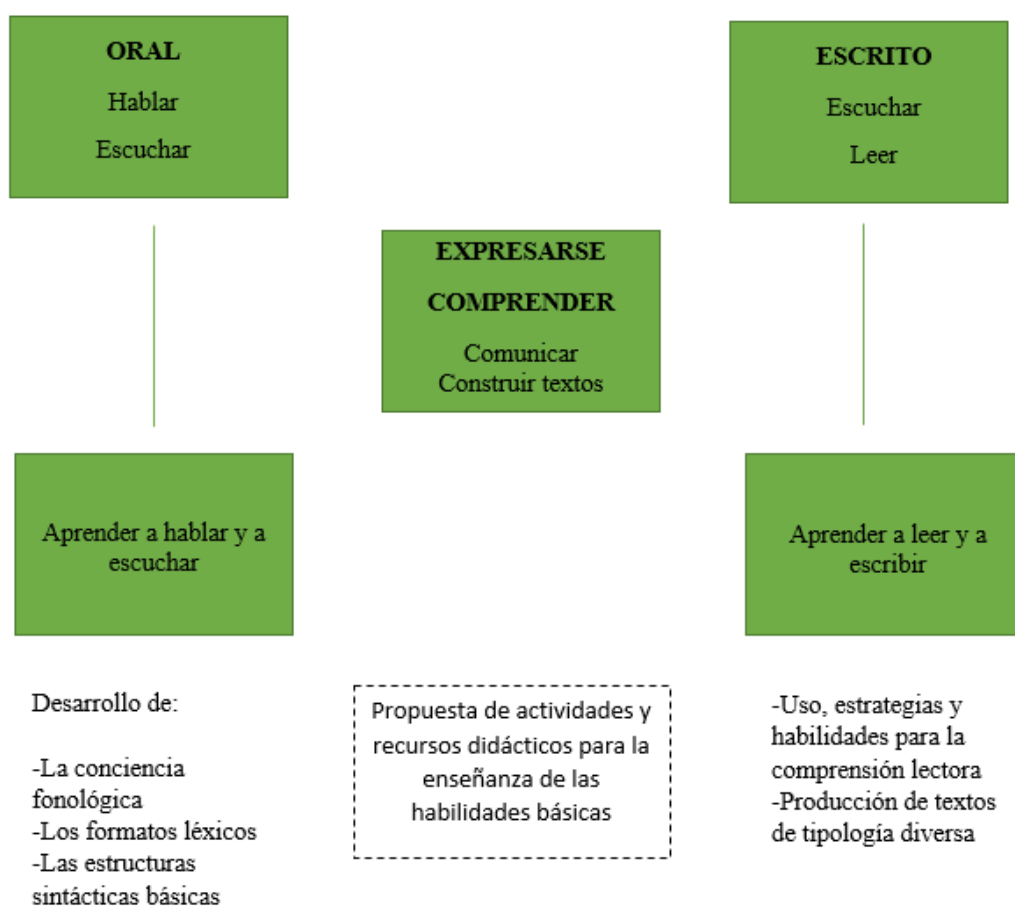 ORAL
Hablar
Escuchar
ESCRITO
Escuchar
Leer
EXPRESARSE
COMPRENDER
Comunicar
Construir textos
Aprender a hablar y a
escuchar
Aprender a leer y a
escribir
Desarrollo de:
-La conciencia
fonológica
-Los formatos léxicos
-Las estructuras
sintácticas básicas
Propuesta de actividades y
recursos didácticos para la
enseñanza de las
habilidades básicas
-Uso, estrategias y
habilidades para la
comprensión lectora
-Producción de textos
de tipología diversa